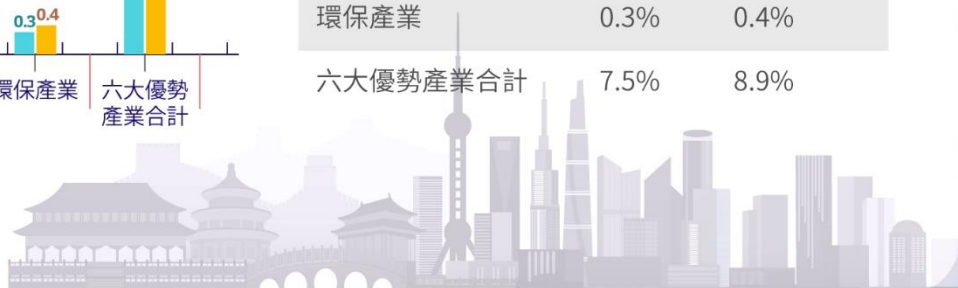 0.3 0.4
環保產業
六大優勢
產業合計
環保產業 0.3% 0.4%
六大優勢產業合計 7.5% 8.9%